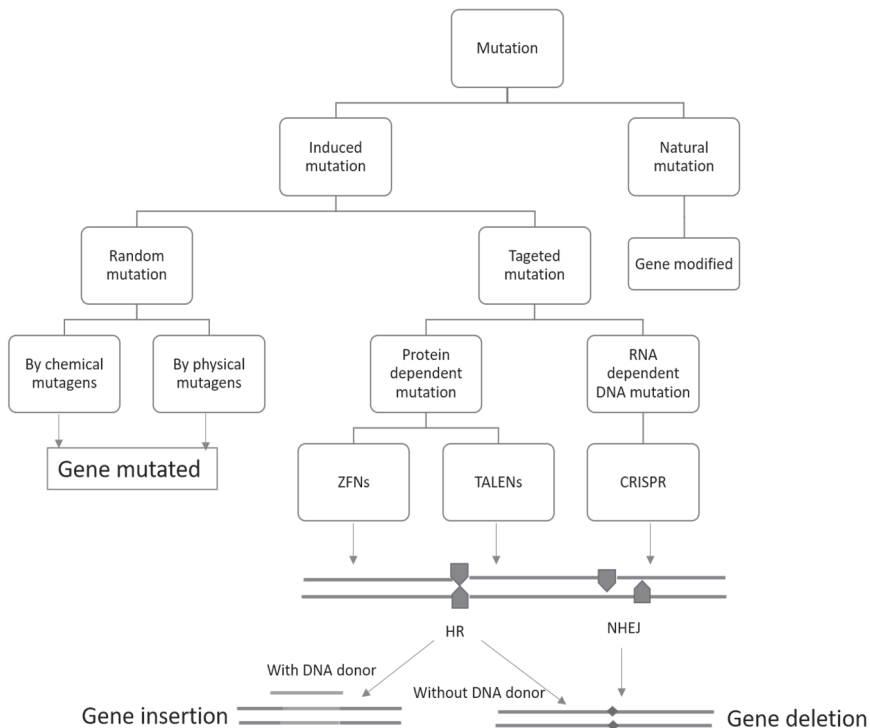 Mutation
Induced
mutation
Natural
mutation
Random
mutation
Tageted
mutation
Gene modified
By chemical
mutagens
By physical
mutagens
Protein
dependent
mutation
RNA
dependent
DNA mutation
Gene mutated
ZFNs
TALENs
CRISPR
HR
NHEJ
With DNA donor
Without DNA donor
Gene insertion
Gene deletion